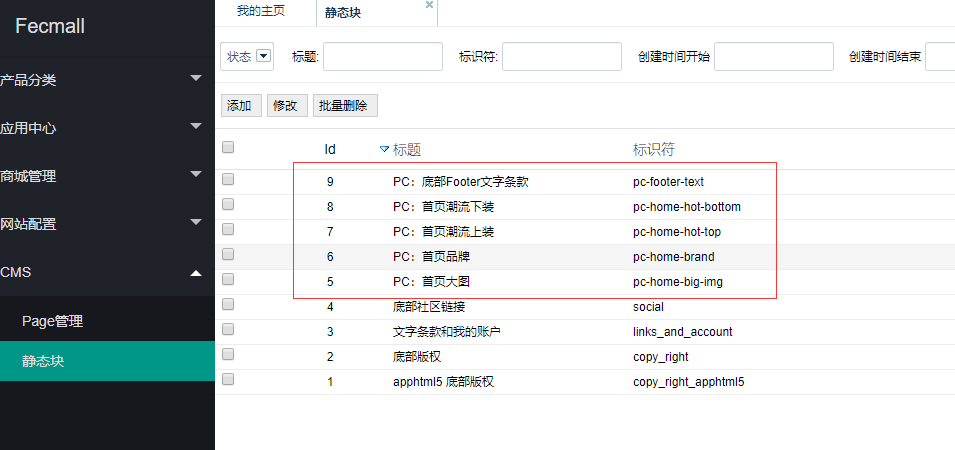 Fecmall
我的主页
静态块
状态
标题:
标识符:
创建时间开始
创建时间结束
添加
修改
批量删除
产品分类
应用中心
商城管理
网站配置
CMS
Page管理
静态块
Id 标题 标识符
9 PC：底部Footer文字条款 pc-footer-text
8 PC：首页潮流下装 pc-home-hot-bottom
7 PC：首页潮流上装 pc-home-hot-top
6 PC：首页品牌 pc-home-brand
5 PC：首页大图 pc-home-big-img
4 底部社区链接 social
3 文字条款和我的账户 links_and_account
2 底部版权 copy_right
1 apphtml5 底部版权 copy_right_apphtml5